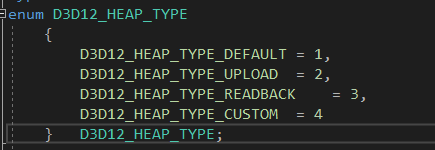 enum D3D12_HEAP_TYPE
{
D3D12_HEAP_TYPE_DEFAULT = 1,
D3D12_HEAP_TYPE_UPLOAD = 2,
D3D12_HEAP_TYPE_READBACK = 3,
D3D12_HEAP_TYPE_CUSTOM = 4
} D3D12_HEAP_TYPE;